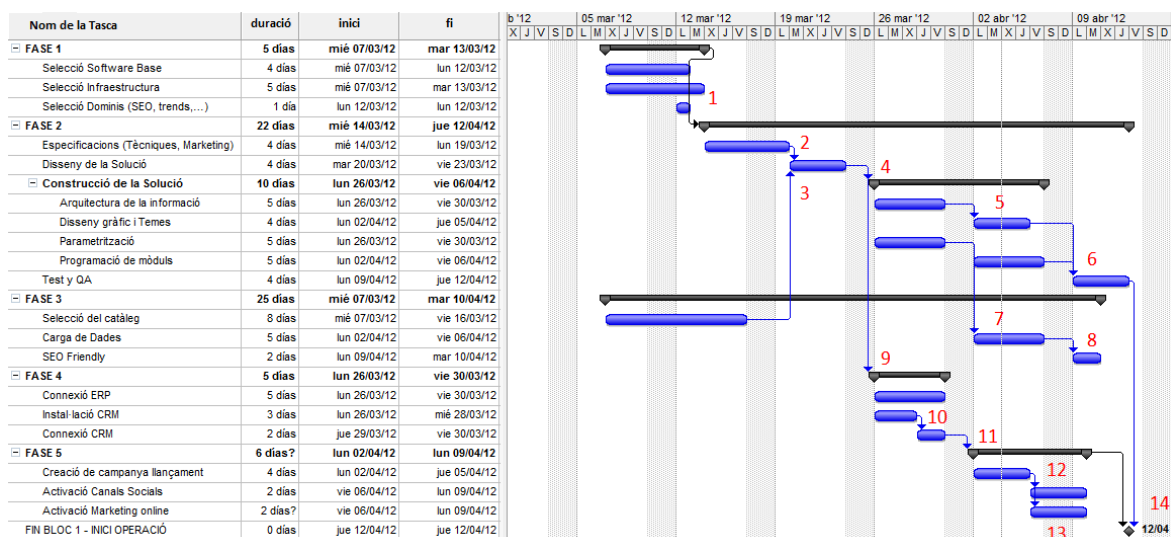 Nom de la Tasca duració inici fi b '12 05 mar '12 12 mar '12 19 mar '12 26 mar '12 02 abr '12 09 abr '12
X J V S D L M X J V S D L M X J V S D L M X J V S D L M X J V S D L M X J V S D L M X J V S D
FASE 1 5 días mié 07/03/12 mar 13/03/12
Selecció Software Base 4 días mié 07/03/12 lun 12/03/12
Selecció Infraestructura 5 días mié 07/03/12 mar 13/03/12
Selecció Dominis (SEO, trends,...) 1 día lun 12/03/12 lun 12/03/12 1
FASE 2 22 días mié 14/03/12 jue 12/04/12
Especificacions (Tècniques, Marketing) 4 días mié 14/03/12 lun 19/03/12 2
Disseny de la Solució 4 días mar 20/03/12 vie 23/03/12 4
Construcció de la Solució 10 días lun 26/03/12 vie 06/04/12 3
Arquitectura de la informació 5 días lun 26/03/12 vie 30/03/12 5
Disseny gràfic i Temes 4 días lun 02/04/12 jue 05/04/12
Parametrització 5 días lun 26/03/12 vie 30/03/12
Programació de mòduls 5 días lun 02/04/12 vie 06/04/12 6
Test y QA 4 días lun 09/04/12 jue 12/04/12
FASE 3 25 días mié 07/03/12 mar 10/04/12
Selecció del catàleg 8 días mié 07/03/12 vie 16/03/12 7
Carga de Dades 5 días lun 02/04/12 vie 06/04/12 8
SEO Friendly 2 días lun 09/04/12 mar 10/04/12 9
FASE 4 5 días lun 26/03/12 vie 30/03/12
Connexió ERP 5 días lun 26/03/12 vie 30/03/12
Instal·lació CRM 3 días lun 26/03/12 mié 28/03/12 10
Connexió CRM 2 días jue 29/03/12 vie 30/03/12 11
FASE 5 6 días? lun 02/04/12 lun 09/04/12
Creació de campanya llançament 4 días lun 02/04/12 jue 05/04/12 12
Activació Canals Socials 2 días vie 06/04/12 lun 09/04/12 14
Activació Marketing online 2 días? vie 06/04/12 lun 09/04/12
FIN BLOC 1 - INICI OPERACIÓ 0 días jue 12/04/12 jue 12/04/12 13 12/04